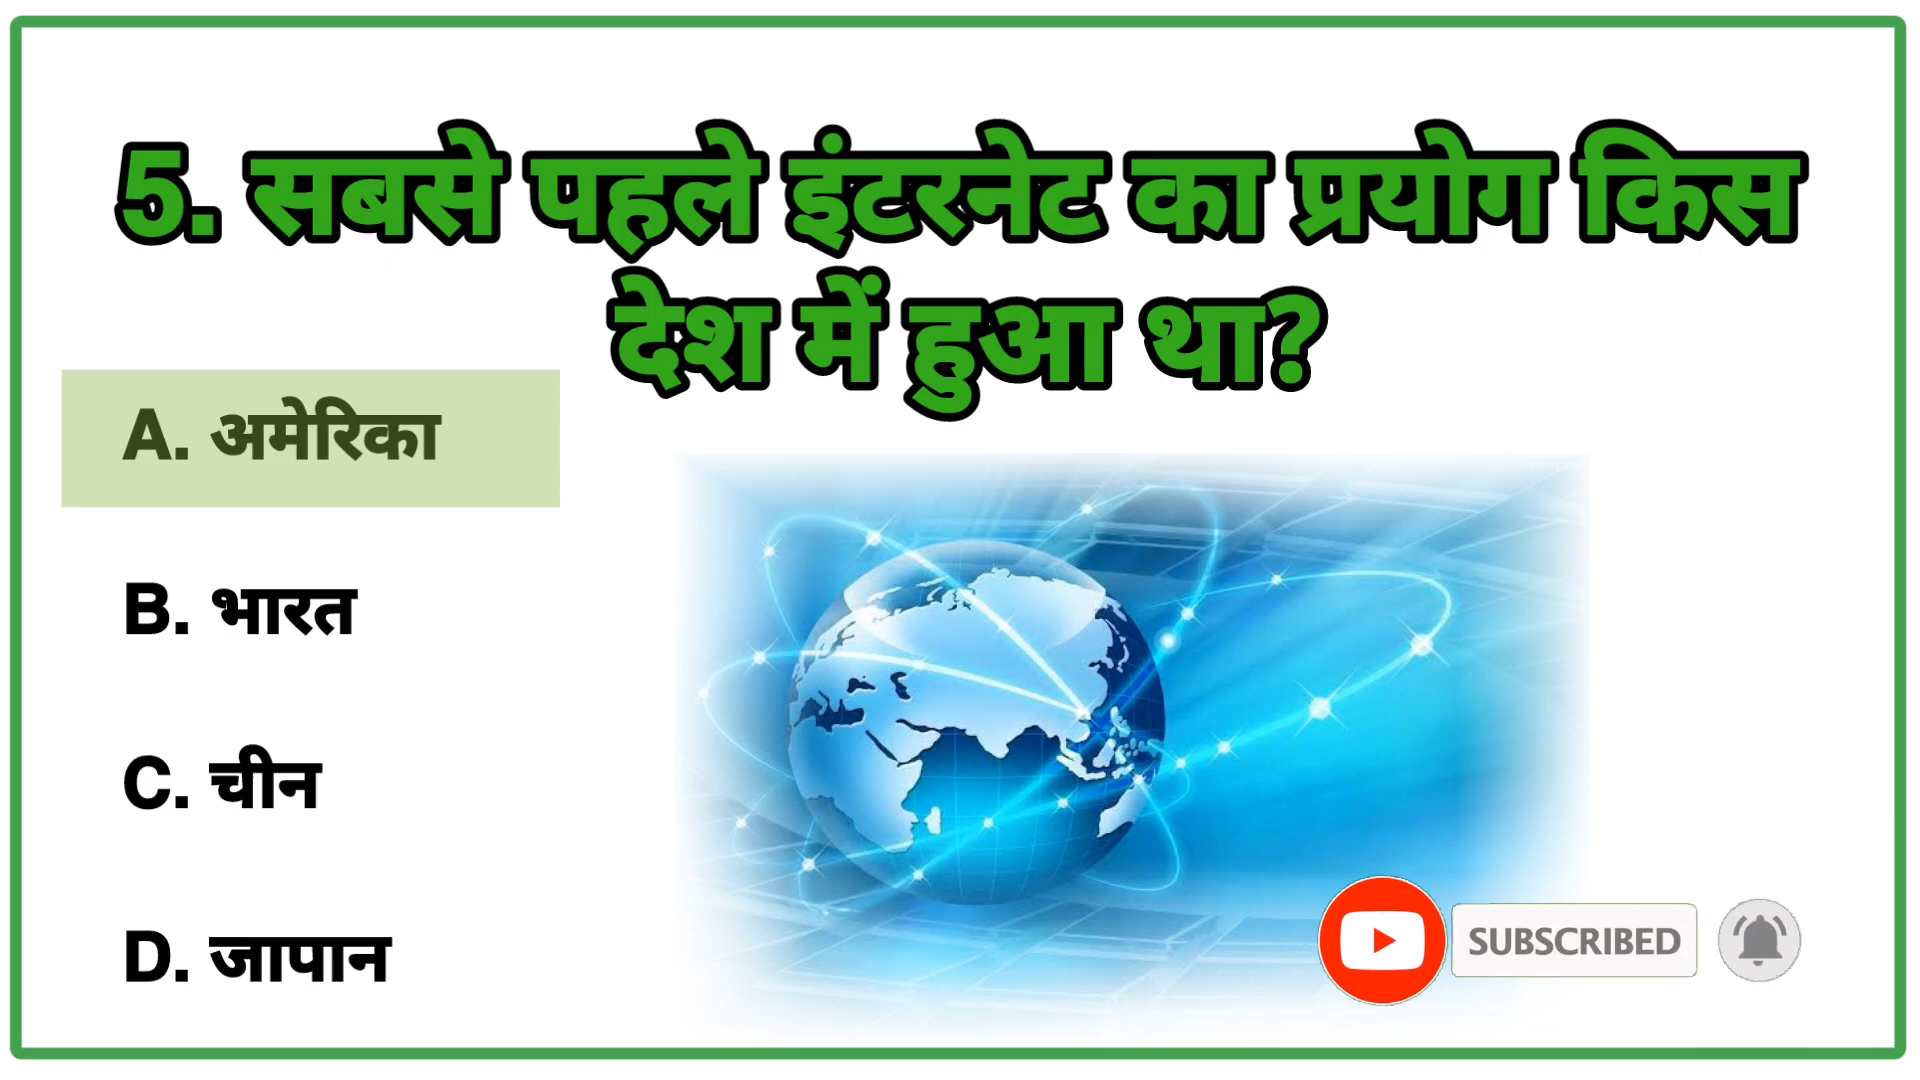 5. सबसे पहले इंटरनेट का प्रयोग किस
देश में हुआ था?
A. अमेरिका
B. भारत
C. चीन
D. जापान
SUBSCRIBED